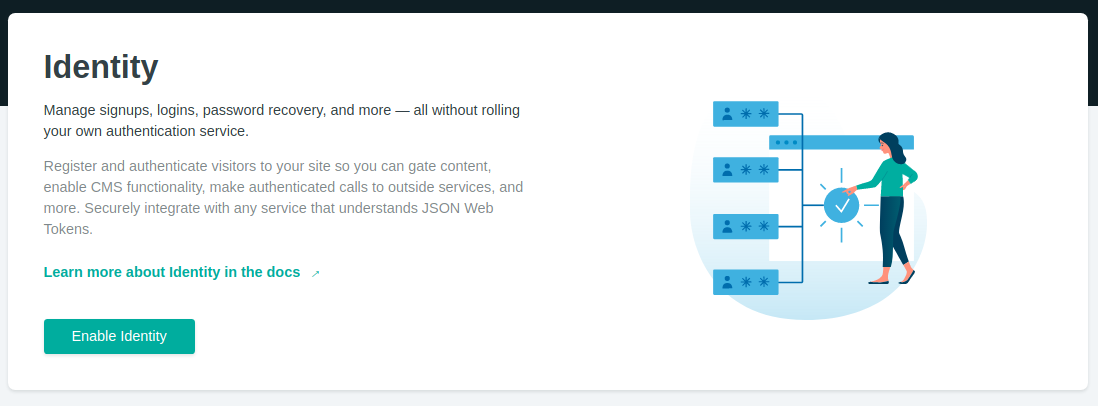 Identity
Manage signups, logins, password recovery, and more — all without rolling
your own authentication service.
Register and authenticate visitors to your site so you can gate content,
enable CMS functionality, make authenticated calls to outside services, and
more. Securely integrate with any service that understands JSON Web
Tokens.
Learn more about Identity in the docs
Enable Identity